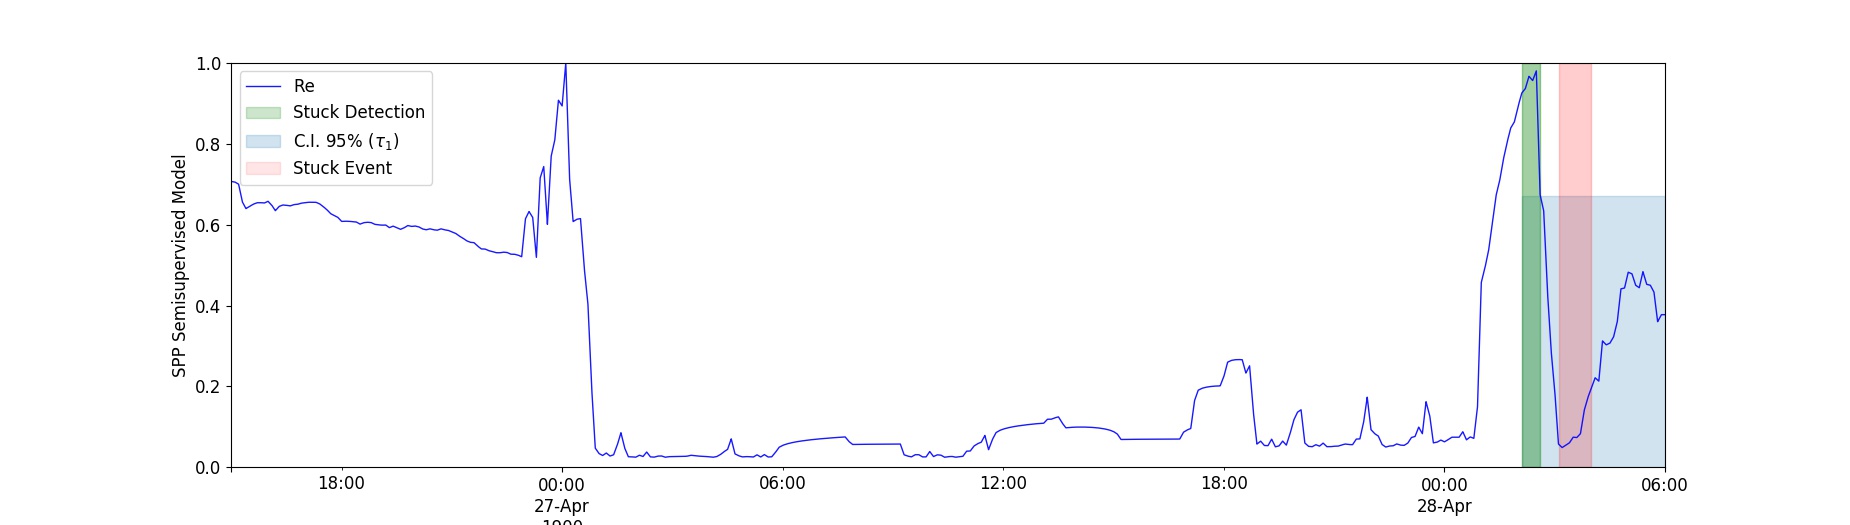 1.0
0.8
0.6
0.4
0.2
0.0
SPP Semisupervised Model
Re
Stuck Detection
C.I. 95% (τ₁)
Stuck Event
18:00 00:00 06:00 12:00 18:00 00:00 06:00
27-Apr 28-Apr
1900